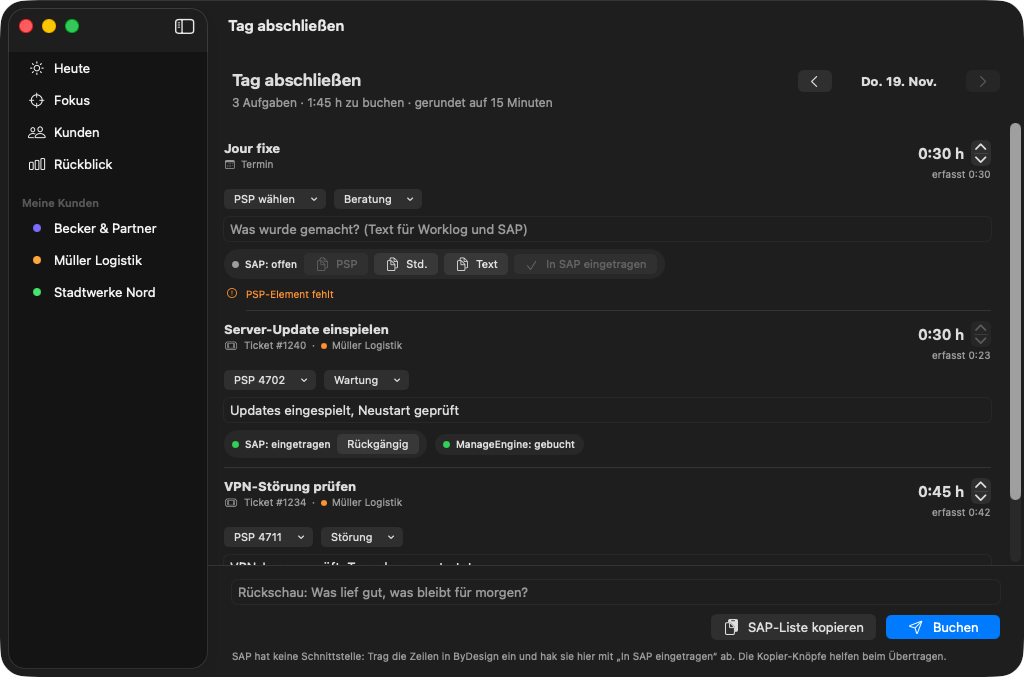 Tag abschließen
Heute
Fokus
Kunden
Rückblick
Meine Kunden
Becker & Partner
Müller Logistik
Stadtwerke Nord
Tag abschließen
3 Aufgaben · 1:45 h zu buchen · gerundet auf 15 Minuten
Do. 19. Nov.
Jour fixe
0:30 h
Termin
erfasst 0:30
PSP wählen Beratung
Was wurde gemacht? (Text für Worklog und SAP)
SAP: offen PSP Std. Text In SAP eingetragen
PSP-Element fehlt
Server-Update einspielen
0:30 h
Ticket #1240 · Müller Logistik
erfasst 0:23
PSP 4702 Wartung
Updates eingespielt, Neustart geprüft
SAP: eingetragen Rückgängig ManageEngine: gebucht
VPN-Störung prüfen
0:45 h
Ticket #1234 · Müller Logistik
erfasst 0:42
PSP 4711 Störung
Rückschau: Was lief gut, was bleibt für morgen?
SAP-Liste kopieren Buchen
SAP hat keine Schnittstelle: Trag die Zeilen in ByDesign ein und hak sie hier mit „In SAP eingetragen“ ab. Die Kopier-Knöpfe helfen beim Übertragen.